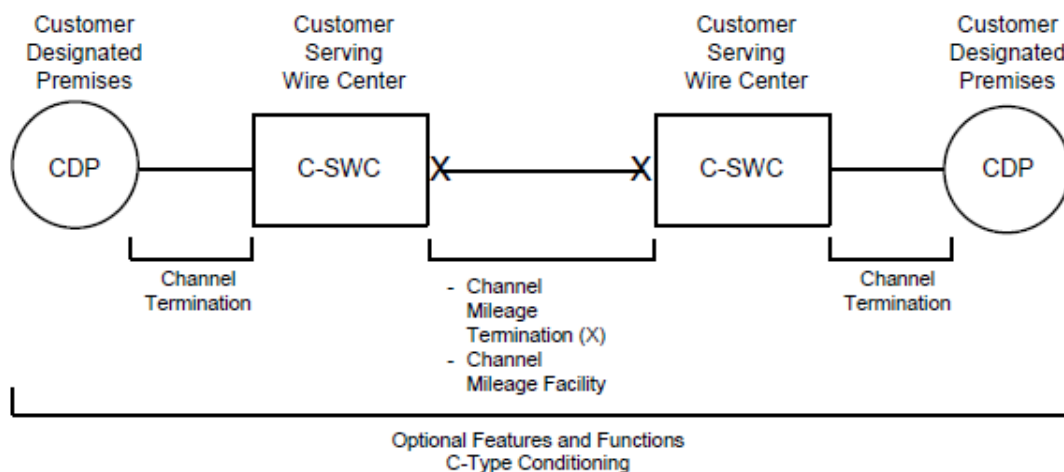 Customer
Designated
Premises
Customer
Serving
Wire Center
Customer
Serving
Wire Center
Customer
Designated
Premises
CDP
C-SWC
X
X
C-SWC
CDP
Channel
Termination
- Channel
Mileage
Termination (X)
- Channel
Mileage Facility
Channel
Termination
Optional Features and Functions
C-Type Conditioning